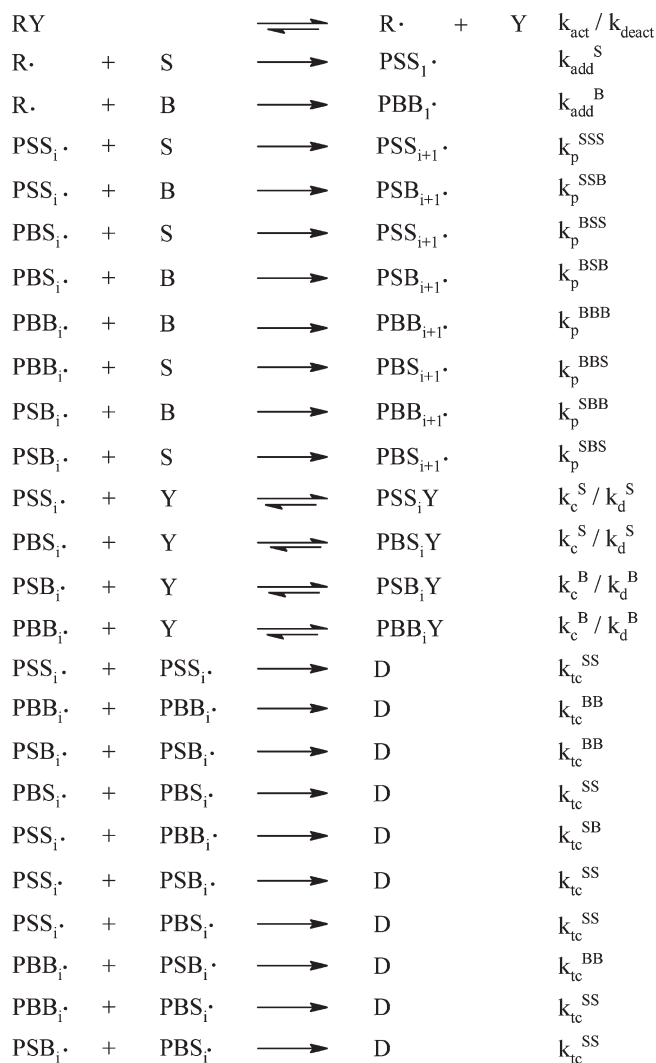 RY ⇌ R· + Y k_act / k_deact
R· + S ⟶ PSS_1· k_add^S
R· + B ⟶ PBB_1· k_add^B
PSS_i· + S ⟶ PSS_{i+1}· k_p^SSS
PSS_i· + B ⟶ PSB_{i+1}· k_p^SSB
PBS_i· + S ⟶ PSS_{i+1}· k_p^BSS
PBS_i· + B ⟶ PSB_{i+1}· k_p^BSB
PBB_i· + B ⟶ PBB_{i+1}· k_p^BBB
PBB_i· + S ⟶ PBS_{i+1}· k_p^BBS
PSB_i· + B ⟶ PBB_{i+1}· k_p^SBB
PSB_i· + S ⟶ PBS_{i+1}· k_p^SBS
PSS_i· + Y ⇌ PSS_iY k_c^S / k_d^S
PBS_i· + Y ⇌ PBS_iY k_c^S / k_d^S
PSB_i· + Y ⇌ PSB_iY k_c^B / k_d^B
PBB_i· + Y ⇌ PBB_iY k_c^B / k_d^B
PSS_i· + PSS_i· ⟶ D k_tc^SS
PBB_i· + PBB_i· ⟶ D k_tc^BB
PSB_i· + PSB_i· ⟶ D k_tc^BB
PBS_i· + PBS_i· ⟶ D k_tc^SS
PSS_i· + PBB_i· ⟶ D k_tc^SB
PSS_i· + PSB_i· ⟶ D k_tc^SS
PSS_i· + PBS_i· ⟶ D k_tc^SS
PBB_i· + PSB_i· ⟶ D k_tc^BB
PBB_i· + PBS_i· ⟶ D k_tc^SS
PSB_i· + PBS_i· ⟶ D k_tc^SS